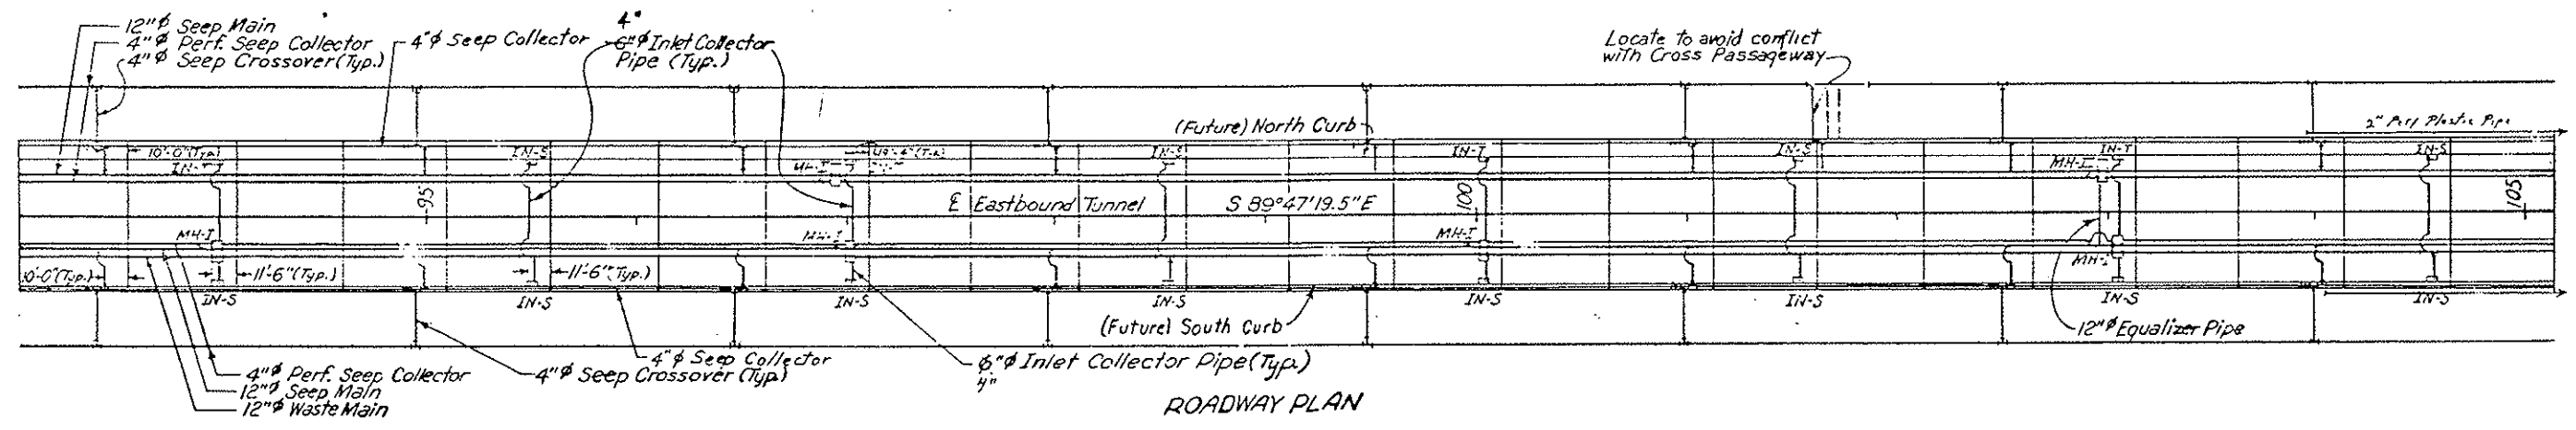 12"ϕ Seep Main
4"ϕ Perf. Seep Collector
4"ϕ Seep Crossover (Typ.)
4"ϕ Seep Collector
4"
6"ϕ Inlet Collector
Pipe (Typ.)
Locate to avoid conflict
with Cross Passageway
(Future) North Curb
2" Perf Plastic Pipe
10'-0" (Typ.)
IN-T
IN-S
MH-I
IN-S
IN-T
IN-S
IN-T
MH-I
IN-S
95
℄ Eastbound Tunnel
S 89°47'19.5"E
100
105
MH-I
MH-I
MH-I
MH-I
10'-0" (Typ.)
11'-6" (Typ.)
11'-6" (Typ.)
IN-S
IN-S
IN-S
IN-S
IN-S
IN-S
IN-S
IN-S
(Future) South Curb
12"ϕ Equalizer Pipe
4"ϕ Seep Collector
4"ϕ Seep Crossover (Typ.)
6"ϕ Inlet Collector Pipe (Typ.)
4"
4"ϕ Perf. Seep Collector
12"ϕ Seep Main
12"ϕ Waste Main
ROADWAY PLAN